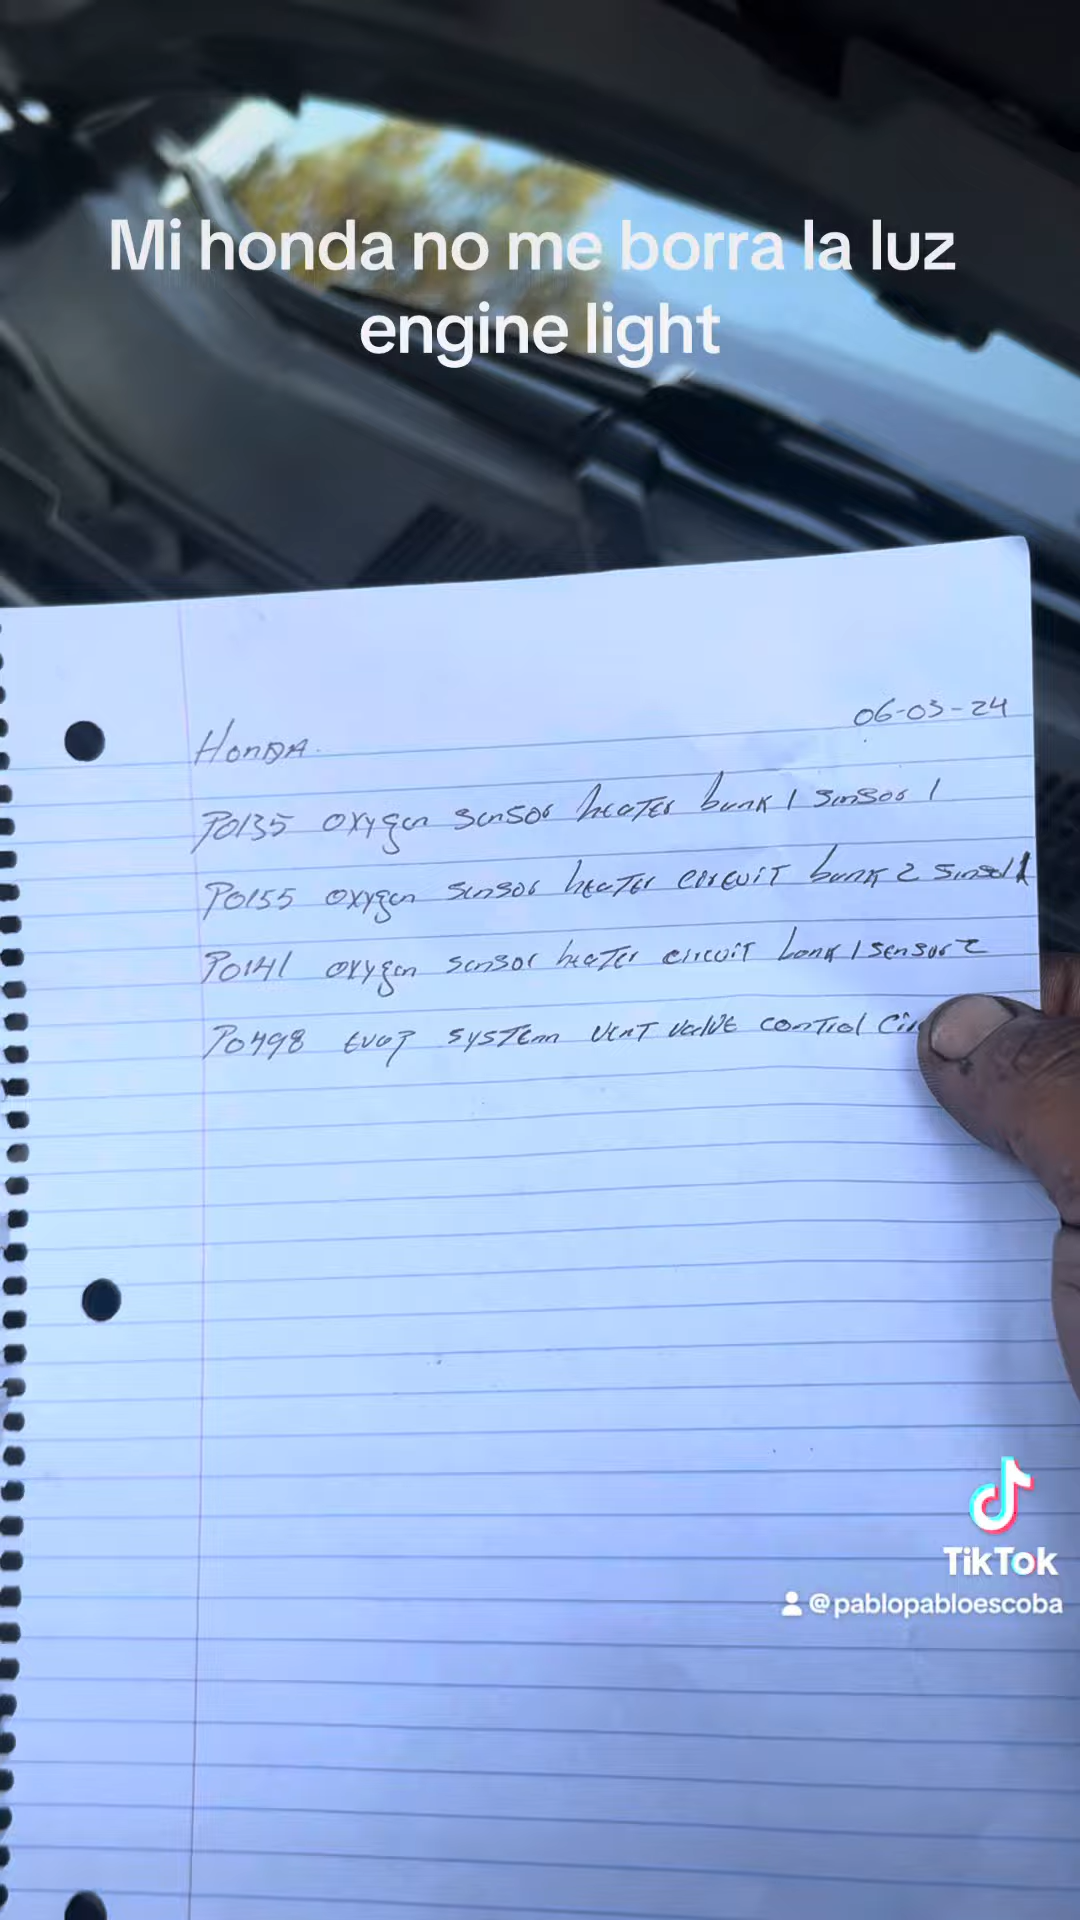 Mi honda no me borra la luz
engine light
06-03-24
HONDA.
P0135 oxygen sensor heater bank 1 sensor 1
P0155 oxygen sensor heater circuit bank 2 sensor 1
P0141 oxygen sensor heater circuit bank 1 sensor 2
P0498 EVAP system vent valve control Cir
TikTok
@pablopabloescoba